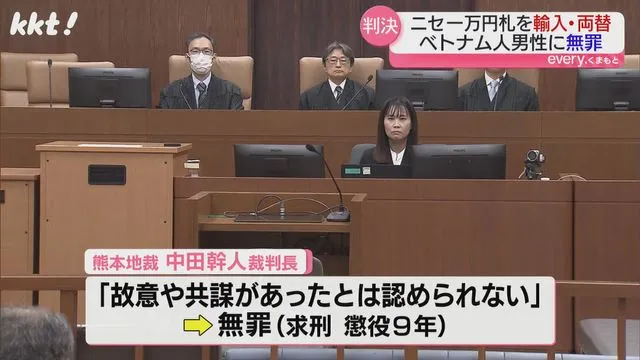 kkt!
判決
ニセ一万円札を輸入・両替
ベトナム人男性に無罪
every.くまもと
熊本地裁 中田幹人裁判長
「故意や共謀があったとは認められない」
⇨無罪(求刑 懲役9年)